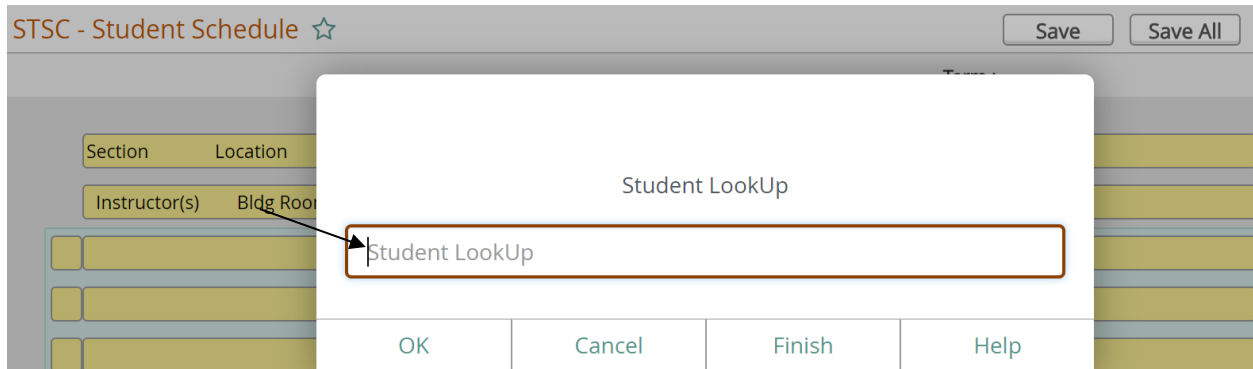 STSC - Student Schedule
Save
Save All
Term :
Section Location
Instructor(s) Bldg Roo
Student LookUp
Student LookUp
OK
Cancel
Finish
Help